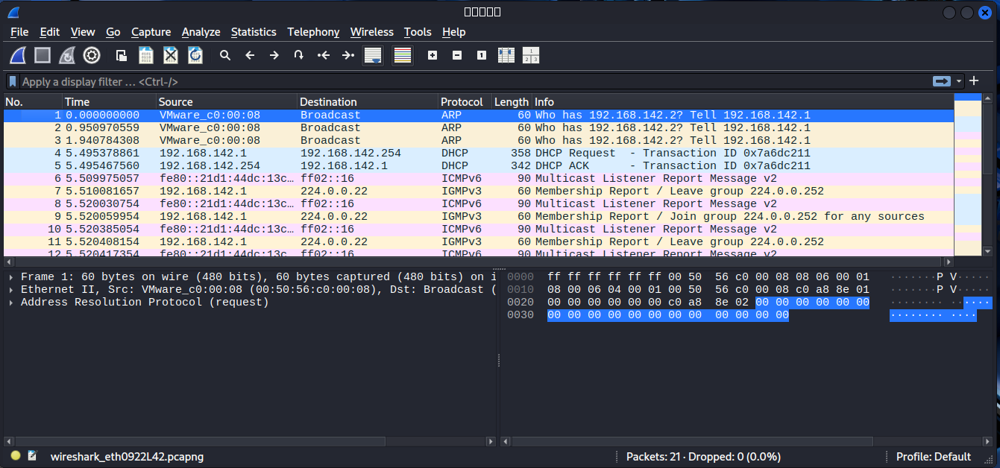 File Edit View Go Capture Analyze Statistics Telephony Wireless Tools Help
Apply a display filter … <Ctrl-/>
No. Time Source Destination Protocol Length Info
1 0.000000000 VMware_c0:00:08 Broadcast ARP 60 Who has 192.168.142.2? Tell 192.168.142.1
2 0.950970559 VMware_c0:00:08 Broadcast ARP 60 Who has 192.168.142.2? Tell 192.168.142.1
3 1.940784308 VMware_c0:00:08 Broadcast ARP 60 Who has 192.168.142.2? Tell 192.168.142.1
4 5.495378861 192.168.142.1 192.168.142.254 DHCP 358 DHCP Request - Transaction ID 0x7a6dc211
5 5.495467560 192.168.142.254 192.168.142.1 DHCP 342 DHCP ACK - Transaction ID 0x7a6dc211
6 5.509975057 fe80::21d1:44dc:13c… ff02::16 ICMPv6 90 Multicast Listener Report Message v2
7 5.510081657 192.168.142.1 224.0.0.22 IGMPv3 60 Membership Report / Leave group 224.0.0.252
8 5.520030754 fe80::21d1:44dc:13c… ff02::16 ICMPv6 90 Multicast Listener Report Message v2
9 5.520059954 192.168.142.1 224.0.0.22 IGMPv3 60 Membership Report / Join group 224.0.0.252 for any sources
10 5.520385054 fe80::21d1:44dc:13c… ff02::16 ICMPv6 90 Multicast Listener Report Message v2
11 5.520408154 192.168.142.1 224.0.0.22 IGMPv3 60 Membership Report / Leave group 224.0.0.252
12 5.520417354 fe80::21d1:44dc:13c… ff02::16 ICMPv6 90 Multicast Listener Report Message v2
Frame 1: 60 bytes on wire (480 bits), 60 bytes captured (480 bits) on i
Ethernet II, Src: VMware_c0:00:08 (00:50:56:c0:00:08), Dst: Broadcast (
Address Resolution Protocol (request)
0000 ff ff ff ff ff ff 00 50 56 c0 00 08 08 06 00 01 ·······P V·······
0010 08 00 06 04 00 01 00 50 56 c0 00 08 c0 a8 8e 01 ·······P V·······
0020 00 00 00 00 00 00 c0 a8 8e 02 00 00 00 00 00 00 ········ ········
0030 00 00 00 00 00 00 00 00 00 00 00 00 ········ ····
wireshark_eth0922L42.pcapng
Packets: 21 · Dropped: 0 (0.0%)
Profile: Default